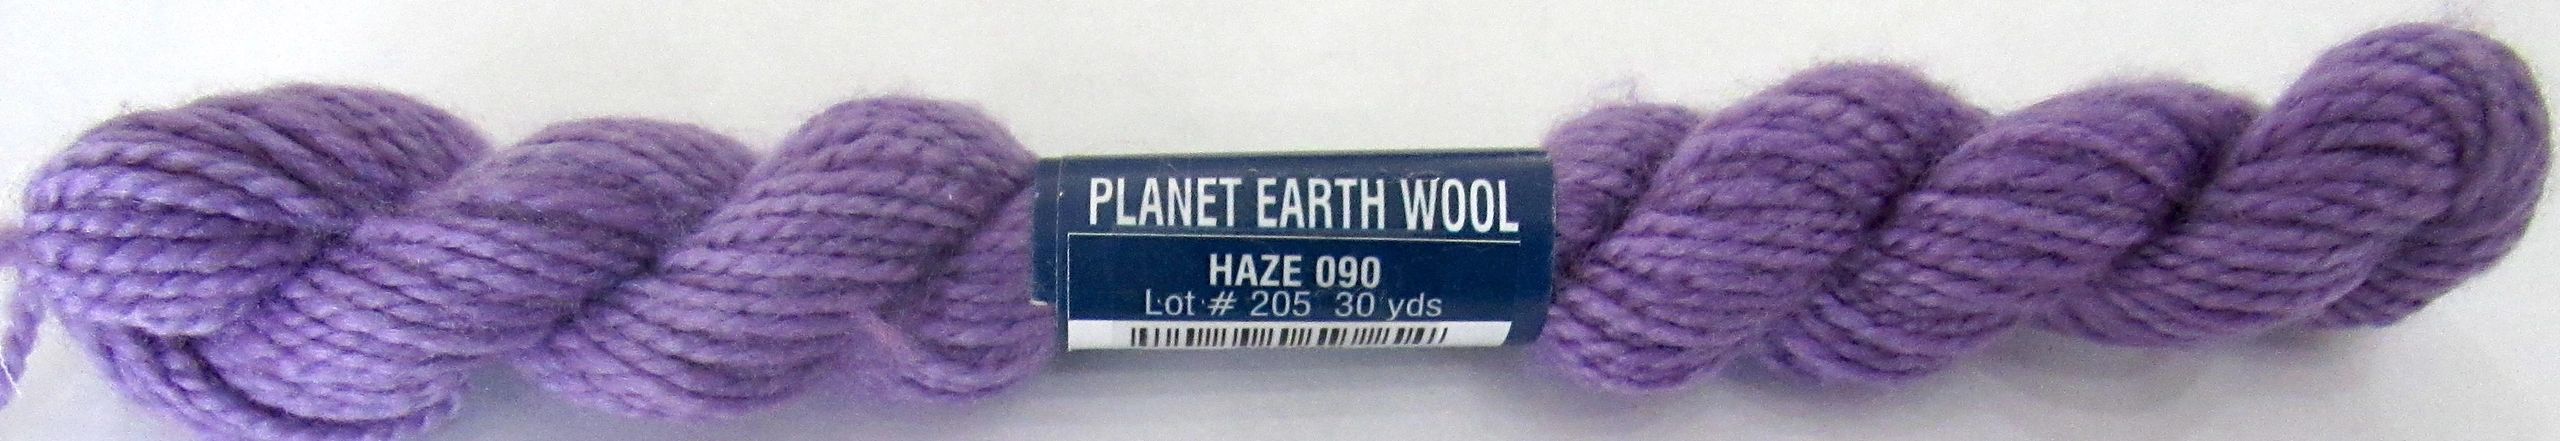 PLANET EARTH WOOL
HAZE 090
Lot # 205 30 yds